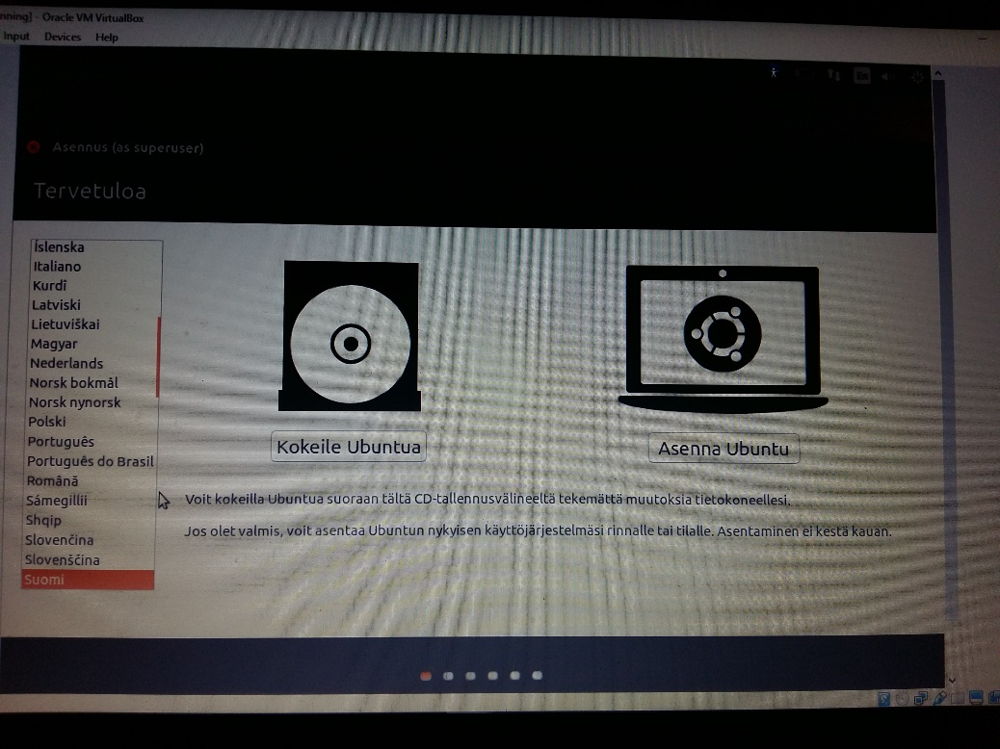 nning] - Oracle VM VirtualBox
Input Devices Help
En
Asennus (as superuser)
Tervetuloa
Íslenska
Italiano
Kurdî
Latviski
Lietuviškai
Magyar
Nederlands
Norsk bokmål
Norsk nynorsk
Polski
Português
Português do Brasil
Română
Sámegillii
Shqip
Slovenčina
Slovenščina
Suomi
Kokeile Ubuntua
Asenna Ubuntu
Voit kokeilla Ubuntua suoraan tältä CD-tallennusvälineeltä tekemättä muutoksia tietokoneellesi.
Jos olet valmis, voit asentaa Ubuntun nykyisen käyttöjärjestelmäsi rinnalle tai tilalle. Asentaminen ei kestä kauan.